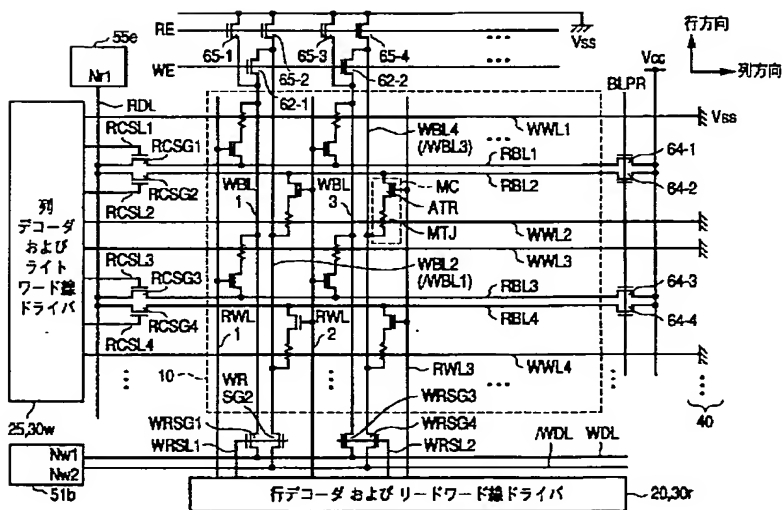 55e
Nr1
RDL
RE
WE
65-1
65-2
65-3
65-4
62-1
62-2
Vss
行方向
列方向
Vcc
BLPR
RCSL1
RCSG1
RCSG2
RCSL2
RCSL3
RCSG3
RCSG4
RCSL4
WBL4
(/WBL3)
WWL1
Vss
RBL1
RBL2
64-1
64-2
WBL
1
WBL
3
MC
ATR
MTJ
WWL2
WWL3
WBL2
(/WBL1)
RBL3
RBL4
64-3
64-4
列
デコーダ
および
ライト
ワード線
ドライバ
RWL
1
RWL
2
RWL3
WWL4
10
40
WR
SG2
WRSG1
WRSL1
WRSG3
WRSG4
WRSL2
/WDL
WDL
25,30w
Nw1
Nw2
51b
行デコーダ および リードワード線ドライバ
20,30r